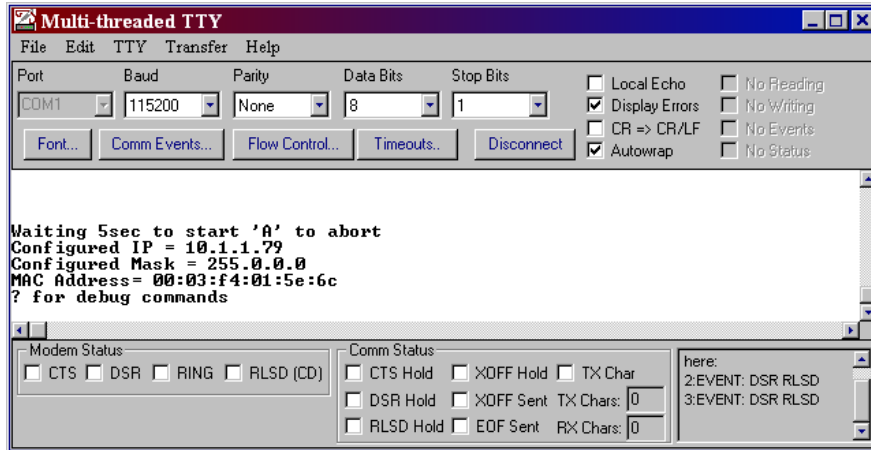 Multi-threaded TTY
File Edit TTY Transfer Help
Port Baud Parity Data Bits Stop Bits
COM1 115200 None 8 1
Local Echo No Reading
Display Errors No Writing
CR => CR/LF No Events
Autowrap No Status
Font... Comm Events... Flow Control... Timeouts.. Disconnect
Waiting 5sec to start 'A' to abort
Configured IP = 10.1.1.79
Configured Mask = 255.0.0.0
MAC Address= 00:03:f4:01:5e:6c
? for debug commands
Modem Status
CTS DSR RING RLSD (CD)
Comm Status
CTS Hold XOFF Hold TX Char
DSR Hold XOFF Sent TX Chars: 0
RLSD Hold EOF Sent RX Chars: 0
here:
2:EVENT: DSR RLSD
3:EVENT: DSR RLSD